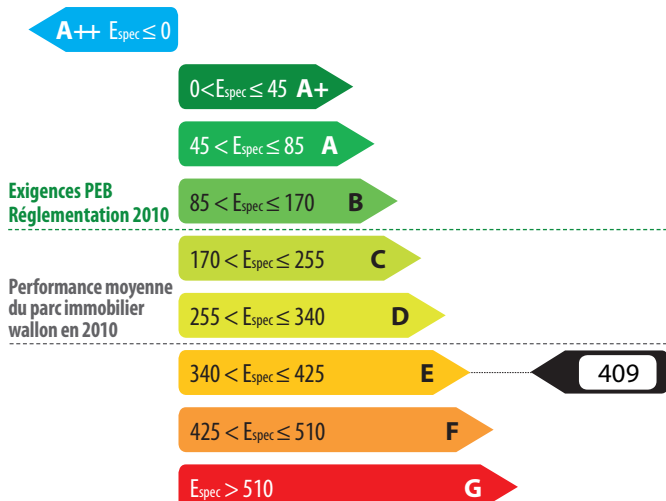 A++ Espec ≤ 0
0 < Espec ≤ 45 A+
45 < Espec ≤ 85 A
Exigences PEB
Réglementation 2010
85 < Espec ≤ 170 B
170 < Espec ≤ 255 C
Performance moyenne
du parc immobilier
wallon en 2010
255 < Espec ≤ 340 D
340 < Espec ≤ 425 E
409
425 < Espec ≤ 510 F
Espec > 510 G